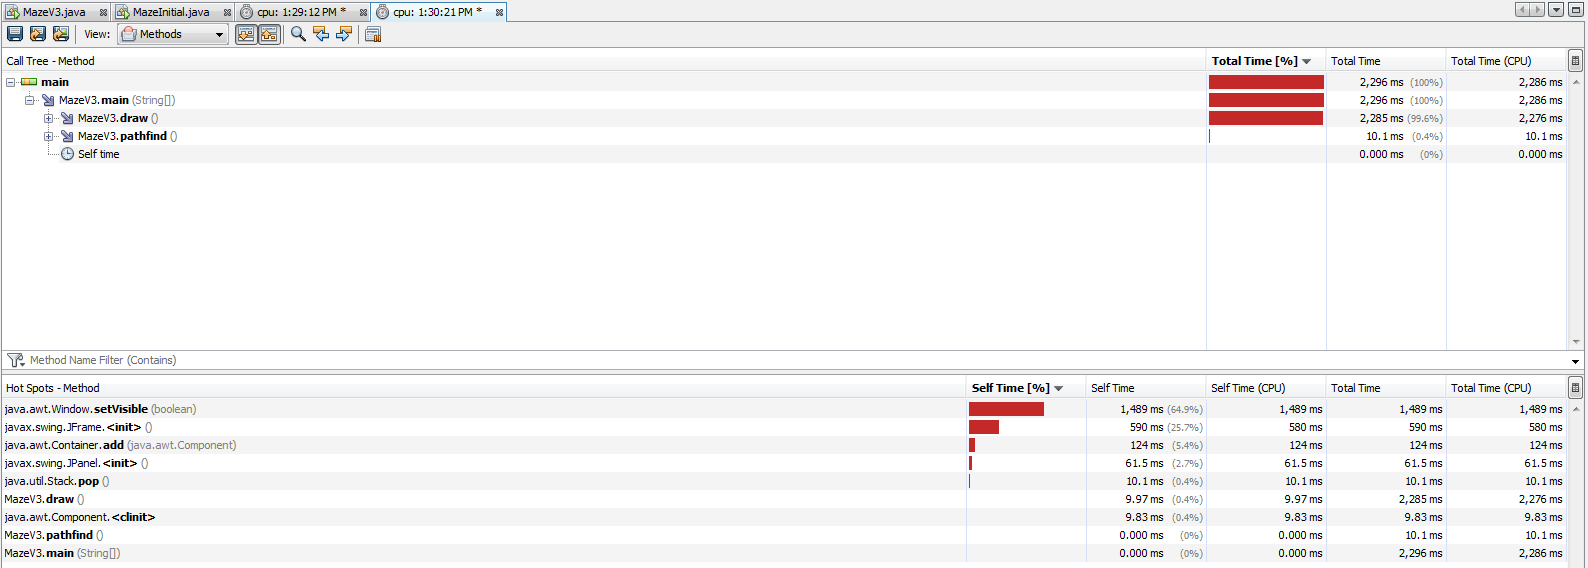 MazeV3.java MazeInitial.java cpu: 1:29:12 PM * cpu: 1:30:21 PM *
View: Methods
Call Tree - Method Total Time [%] Total Time Total Time (CPU)
main 2,296 ms (100%) 2,286 ms
MazeV3.main (String[]) 2,296 ms (100%) 2,286 ms
MazeV3.draw () 2,285 ms (99.6%) 2,276 ms
MazeV3.pathfind () 10.1 ms (0.4%) 10.1 ms
Self time 0.000 ms (0%) 0.000 ms
Method Name Filter (Contains)
Hot Spots - Method Self Time [%] Self Time Self Time (CPU) Total Time Total Time (CPU)
java.awt.Window.setVisible (boolean) 1,489 ms (64.9%) 1,489 ms 1,489 ms 1,489 ms
javax.swing.JFrame.<init> () 590 ms (25.7%) 580 ms 590 ms 580 ms
java.awt.Container.add (java.awt.Component) 124 ms (5.4%) 124 ms 124 ms 124 ms
javax.swing.JPanel.<init> () 61.5 ms (2.7%) 61.5 ms 61.5 ms 61.5 ms
java.util.Stack.pop () 10.1 ms (0.4%) 10.1 ms 10.1 ms 10.1 ms
MazeV3.draw () 9.97 ms (0.4%) 9.97 ms 2,285 ms 2,276 ms
java.awt.Component.<clinit> 9.83 ms (0.4%) 9.83 ms 9.83 ms 9.83 ms
MazeV3.pathfind () 0.000 ms (0%) 0.000 ms 10.1 ms 10.1 ms
MazeV3.main (String[]) 0.000 ms (0%) 0.000 ms 2,296 ms 2,286 ms